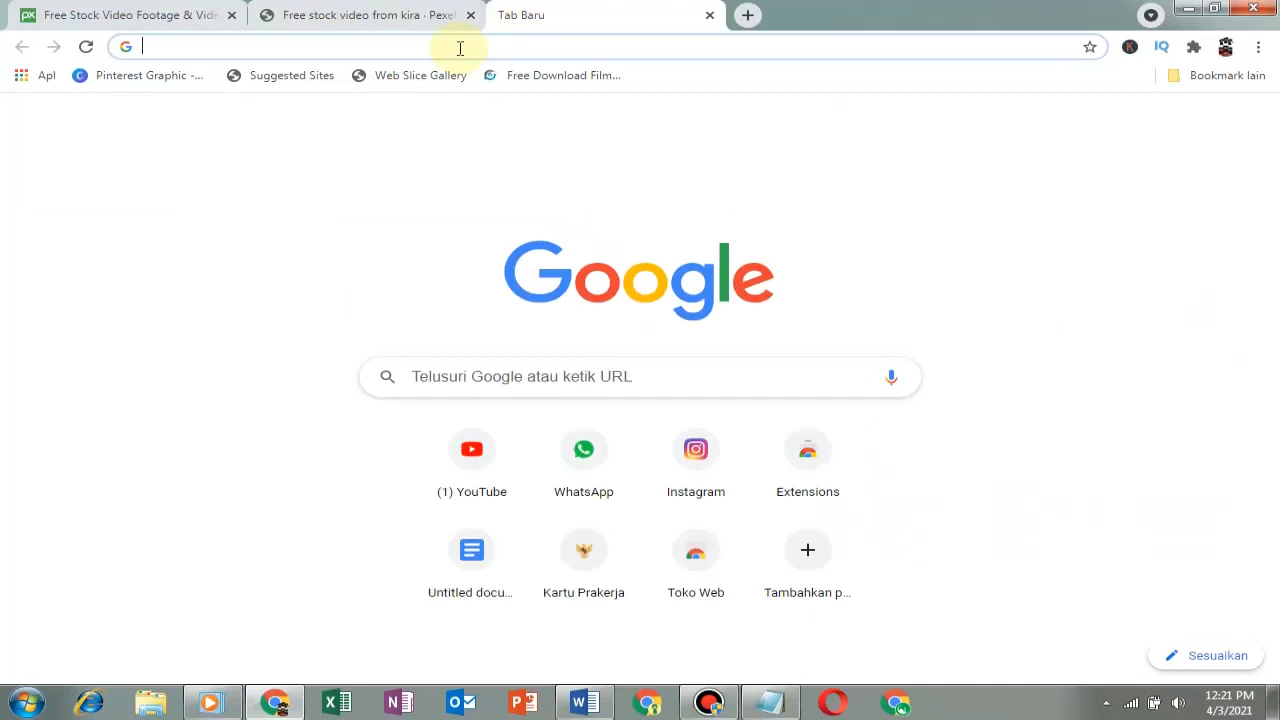 Free Stock Video Footage & Vide
Free stock video from kira · Pexel
Tab Baru
Apl
Pinterest Graphic -...
Suggested Sites
Web Slice Gallery
Free Download Film...
Bookmark lain
Google
Telusuri Google atau ketik URL
(1) YouTube
WhatsApp
Instagram
Extensions
Untitled docu...
Kartu Prakerja
Toko Web
Tambahkan p...
Sesuaikan
12:21 PM
4/3/2021